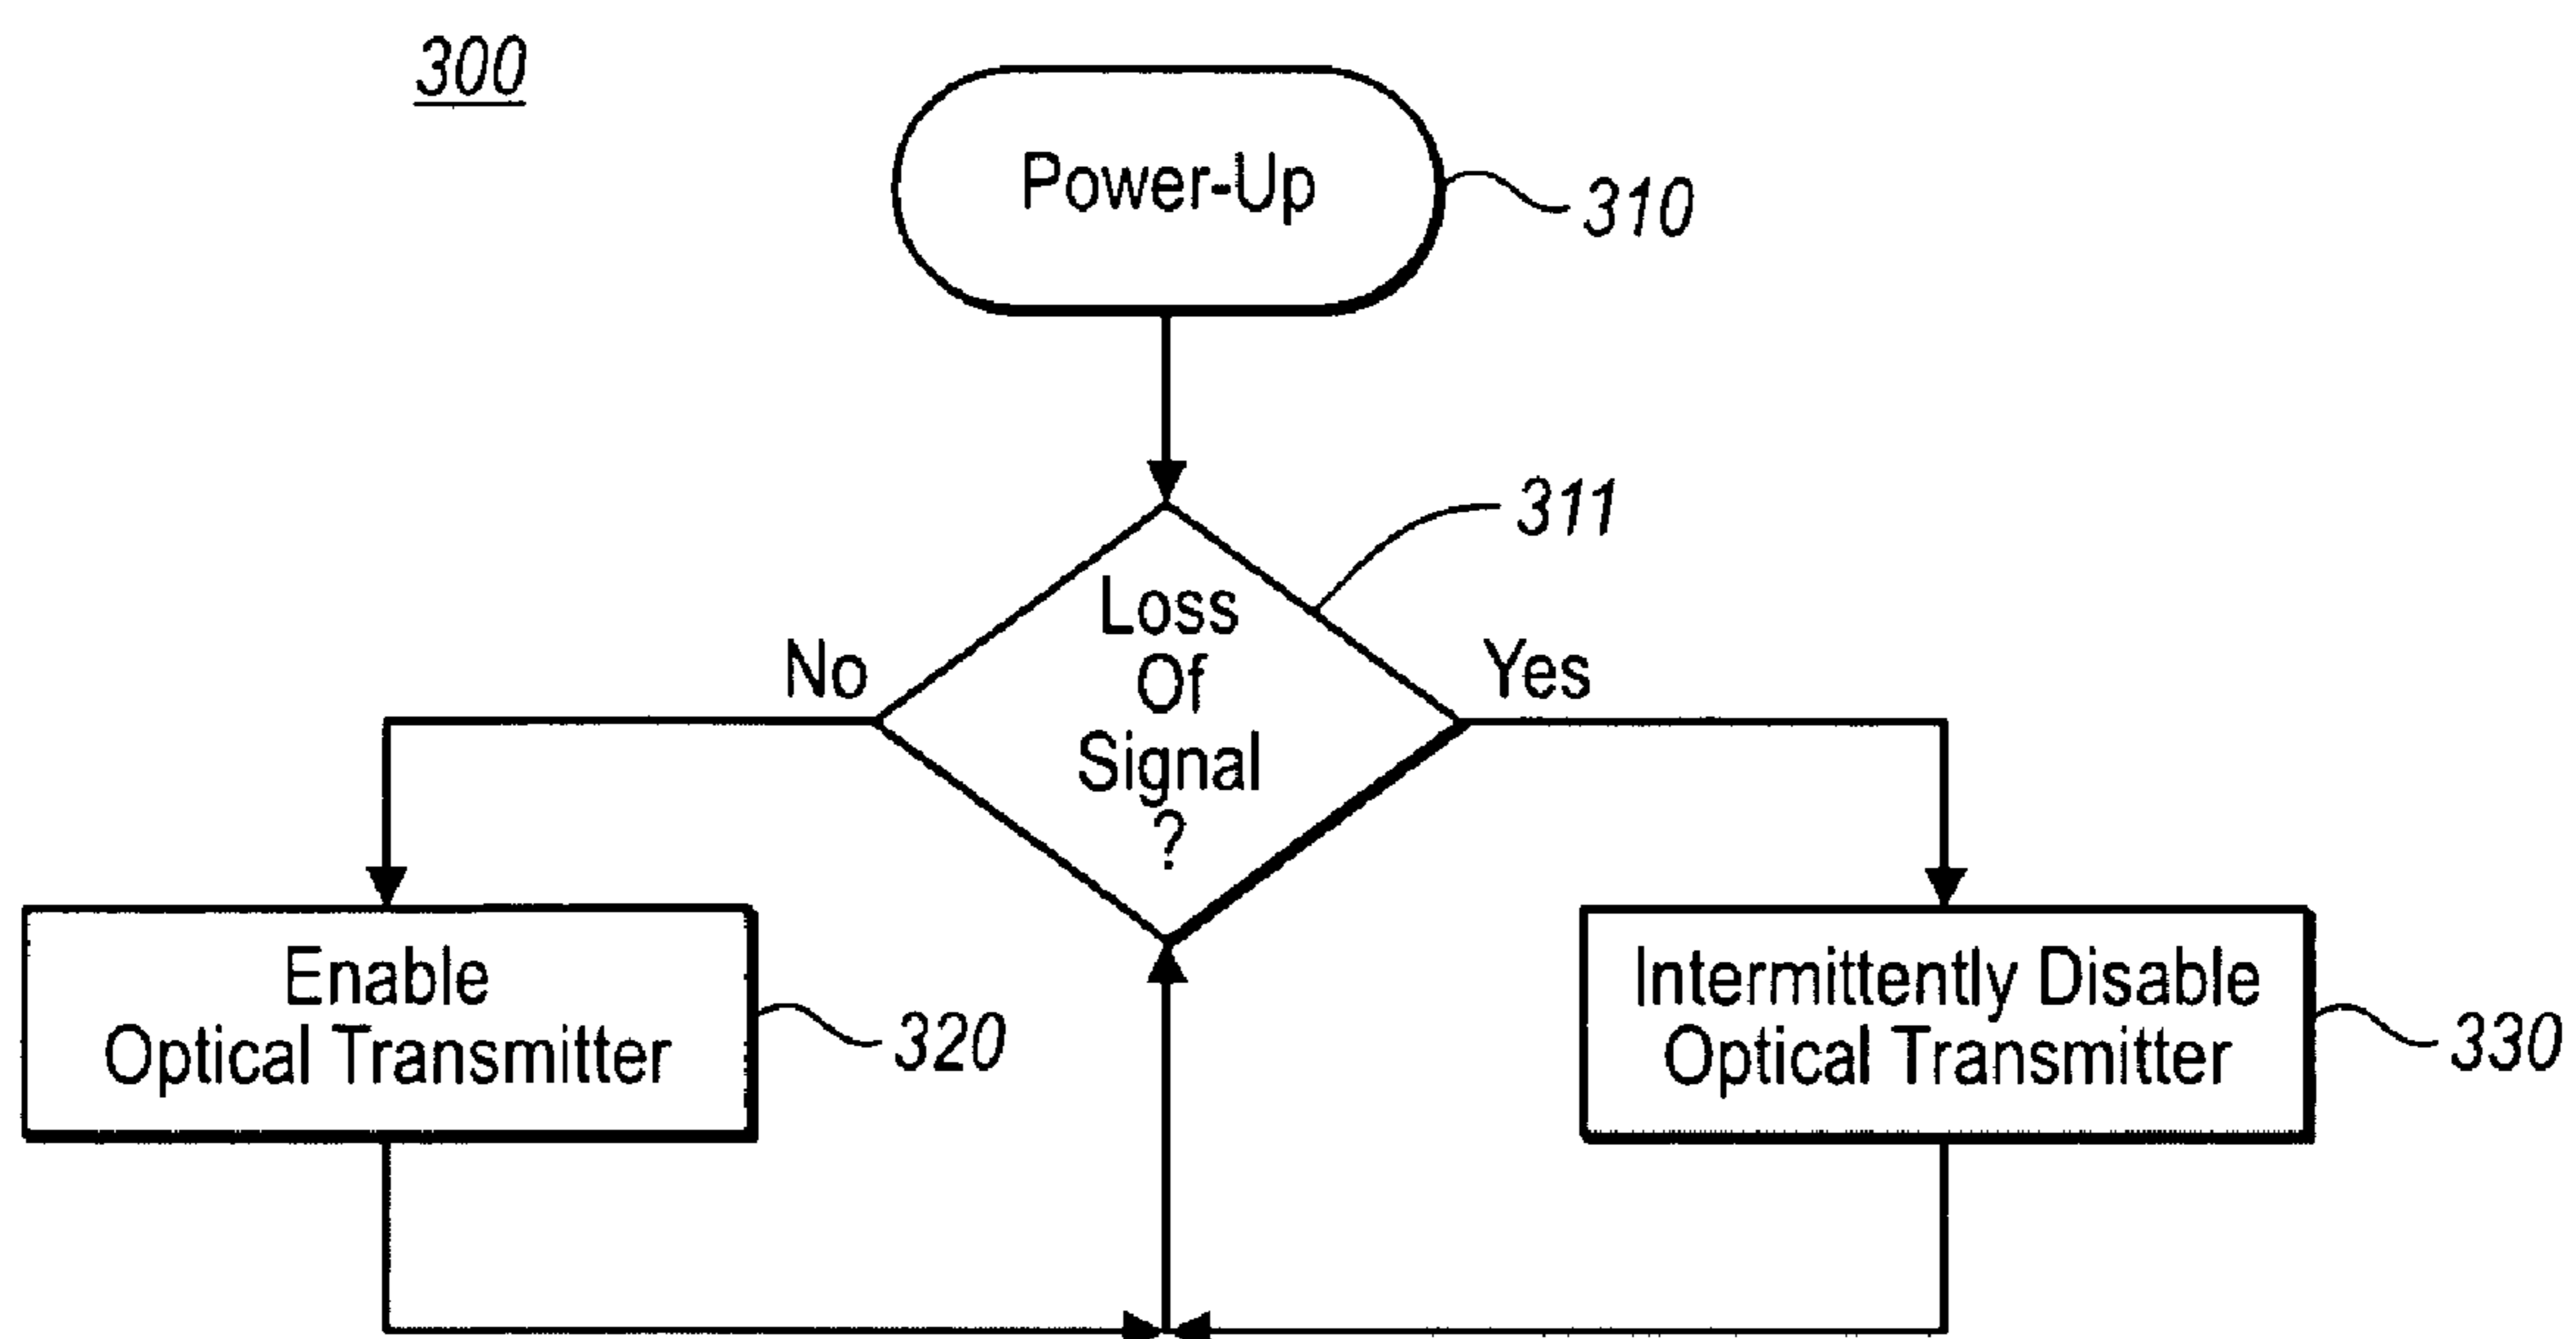 300
Power-Up
310
311
Loss
Of
Signal
?
No
Yes
Enable
Optical Transmitter
320
Intermittently Disable
Optical Transmitter
330